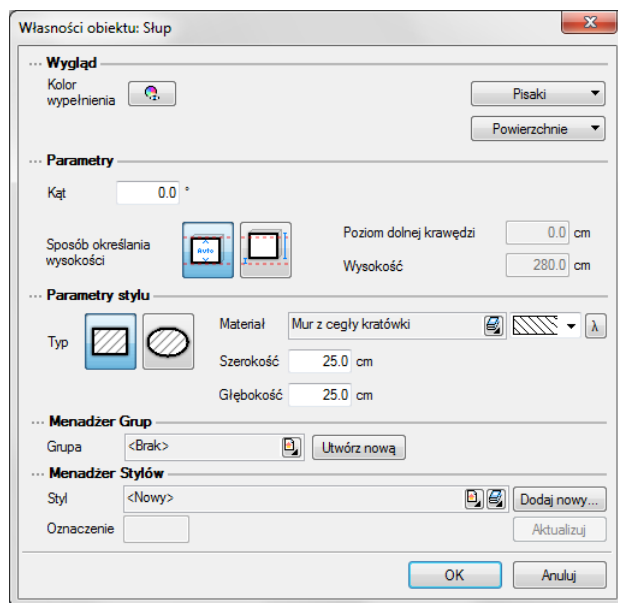 Własności obiektu: Słup
Wygląd
Kolor
wypełnienia
Pisaki
Powierzchnie
Parametry
Kąt 0.0 °
Sposób określania
wysokości
Auto
Poziom dolnej krawędzi 0.0 cm
Wysokość 280.0 cm
Parametry stylu
Typ
Materiał Mur z cegły kratówki λ
Szerokość 25.0 cm
Głębokość 25.0 cm
Menadżer Grup
Grupa <Brak> Utwórz nową
Menadżer Stylów
Styl <Nowy> Dodaj nowy...
Oznaczenie Aktualizuj
OK Anuluj